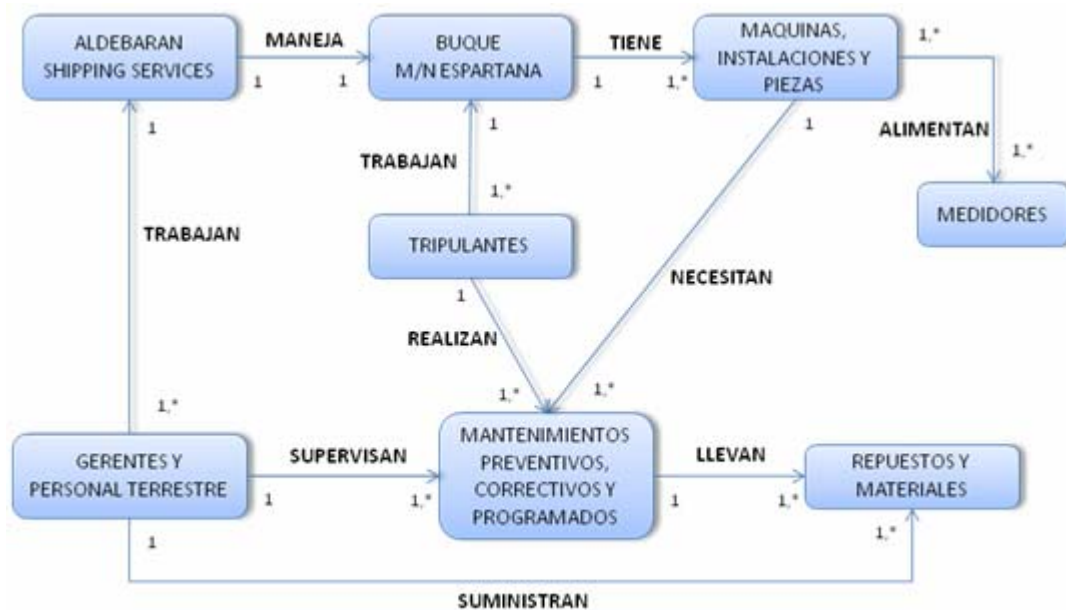 ALDEBARAN
SHIPPING SERVICES
MANEJA
1
1
BUQUE
M/N ESPARTANA
TIENE
1
1,*
MAQUINAS,
INSTALACIONES Y
PIEZAS
1,*
ALIMENTAN
1,*
MEDIDORES
1
1
1
TRABAJAN
1,*
TRIPULANTES
TRABAJAN
NECESITAN
1
REALIZAN
1,*
1,*
1,*
GERENTES Y
PERSONAL TERRESTRE
SUPERVISAN
1
1,*
MANTENIMIENTOS
PREVENTIVOS,
CORRECTIVOS Y
PROGRAMADOS
LLEVAN
1
1,*
REPUESTOS Y
MATERIALES
1
1,*
SUMINISTRAN